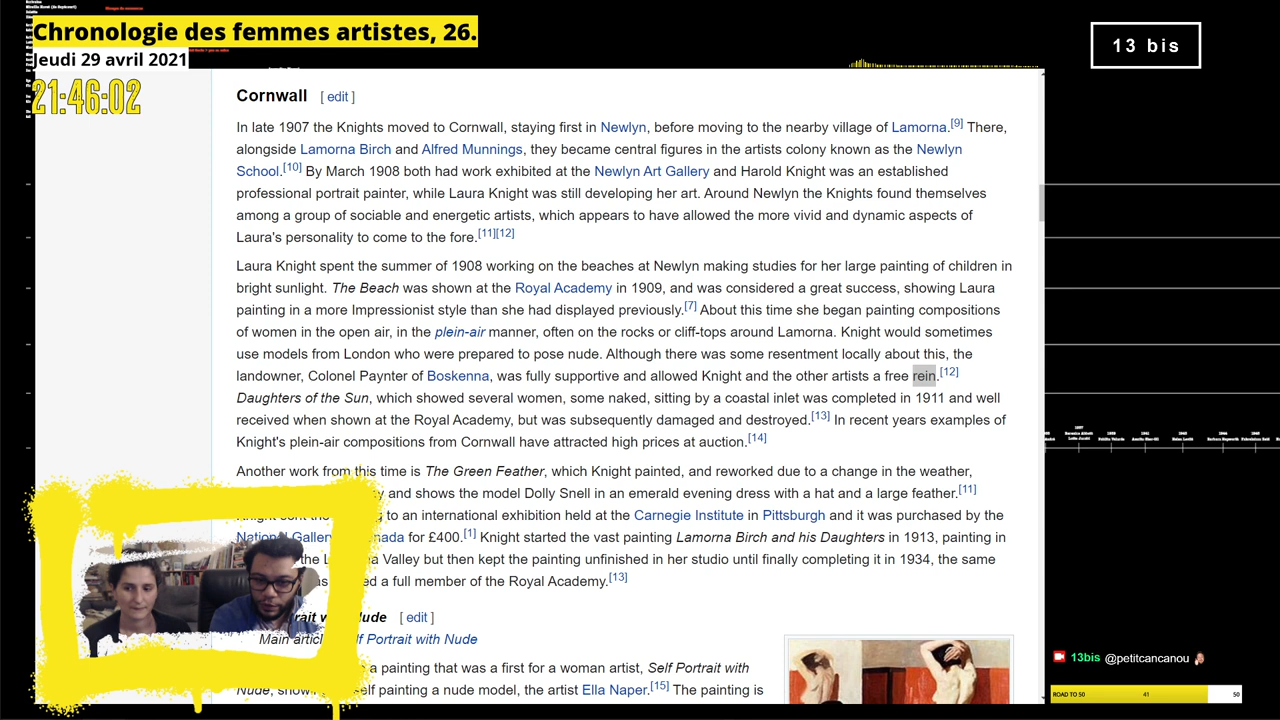 Chronologie des femmes artistes, 26.
Jeudi 29 avril 2021
21:46:02
13 bis
Cornwall [ edit ]
In late 1907 the Knights moved to Cornwall, staying first in Newlyn, before moving to the nearby village of Lamorna.[9] There,
alongside Lamorna Birch and Alfred Munnings, they became central figures in the artists colony known as the Newlyn
School.[10] By March 1908 both had work exhibited at the Newlyn Art Gallery and Harold Knight was an established
professional portrait painter, while Laura Knight was still developing her art. Around Newlyn the Knights found themselves
among a group of sociable and energetic artists, which appears to have allowed the more vivid and dynamic aspects of
Laura's personality to come to the fore.[11][12]
Laura Knight spent the summer of 1908 working on the beaches at Newlyn making studies for her large painting of children in
bright sunlight. The Beach was shown at the Royal Academy in 1909, and was considered a great success, showing Laura
painting in a more Impressionist style than she had displayed previously.[7] About this time she began painting compositions
of women in the open air, in the plein-air manner, often on the rocks or cliff-tops around Lamorna. Knight would sometimes
use models from London who were prepared to pose nude. Although there was some resentment locally about this, the
landowner, Colonel Paynter of Boskenna, was fully supportive and allowed Knight and the other artists a free rein.[12]
Daughters of the Sun, which showed several women, some naked, sitting by a coastal inlet was completed in 1911 and well
received when shown at the Royal Academy, but was subsequently damaged and destroyed.[13] In recent years examples of
Knight's plein-air compositions from Cornwall have attracted high prices at auction.[14]
Another work from this time is The Green Feather, which Knight painted, and reworked due to a change in the weather,
and shows the model Dolly Snell in an emerald evening dress with a hat and a large feather.[11]
to an international exhibition held at the Carnegie Institute in Pittsburgh and it was purchased by the
National Gallery for £400.[1] Knight started the vast painting Lamorna Birch and his Daughters in 1913, painting in
the Valley but then kept the painting unfinished in her studio until finally completing it in 1934, the same
a full member of the Royal Academy.[13]
[ edit ]
Main Self Portrait with Nude
a painting that was a first for a woman artist, Self Portrait with
Nude, painting a nude model, the artist Ella Naper.[15] The painting is
13bis @petitcancanou
ROAD TO 50 41 50